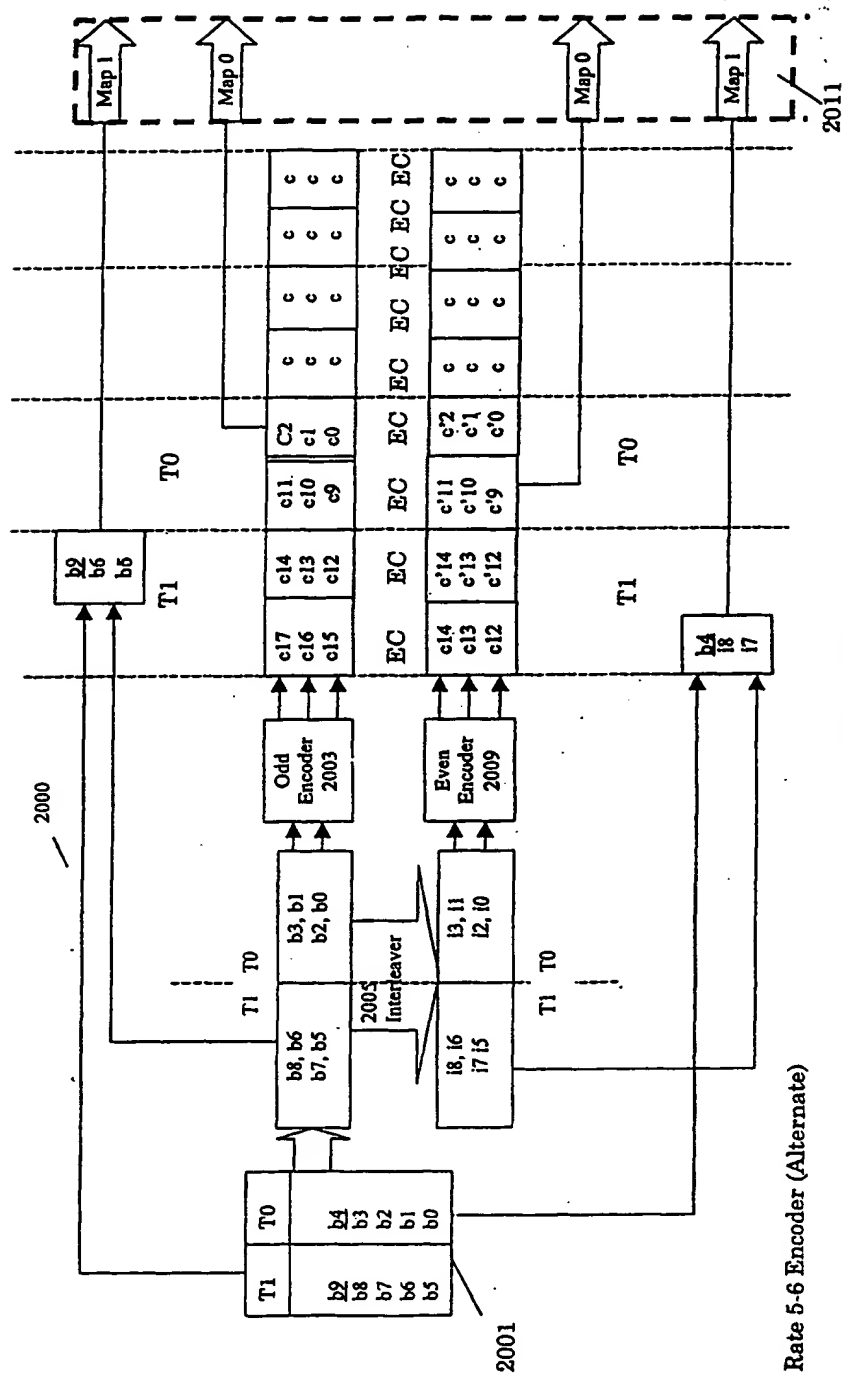 2000
2001
T1 T0
b9 b4
b8 b3
b7 b2
b6 b1
b5 b0
T1 T0
b8, b6 b3, b1
b7, b5 b2, b0
2005
Interleaver
i8, i6 i3, i1
i7 i5 i2, i0
T1 T0
Odd
Encoder
2003
Even
Encoder
2009
b9
b6
b5
T1 T0
c17 c14 c11. C2 c c c c
c16 c13 c10 c1 c c c c
c15 c12 c9 c0 c c c c
EC EC EC EC EC EC EC EC
c14 c'14 c'11 c'2 c c c c
c13 c'13 c'10 c'1 c c c c
c12 c'12 c'9 c'0 c c c c
T1 T0
b4
i8
i7
Map 1
Map 0
Map 0
Map 1
2011
Rate 5-6 Encoder (Alternate)